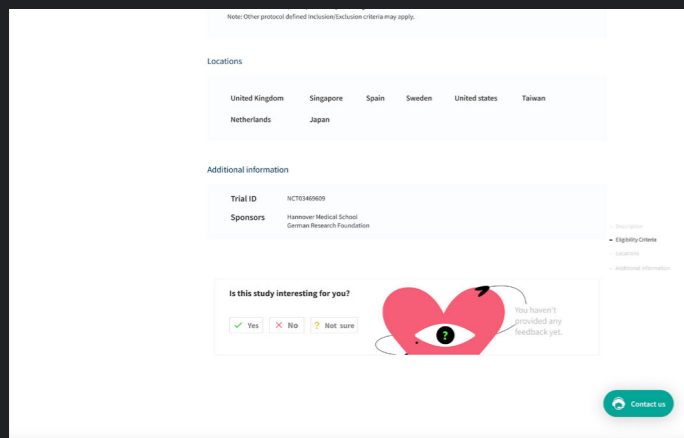 Note: Other protocol defined Inclusion/Exclusion criteria may apply.
Locations
United Kingdom Singapore Spain Sweden United states Taiwan
Netherlands Japan
Additional information
Trial ID NCT03469609
Sponsors Hannover Medical School
German Research Foundation
Description
Eligibility Criteria
Locations
Additional information
Is this study interesting for you?
Yes No ? Not sure
?
You haven't
provided any
feedback yet.
Contact us